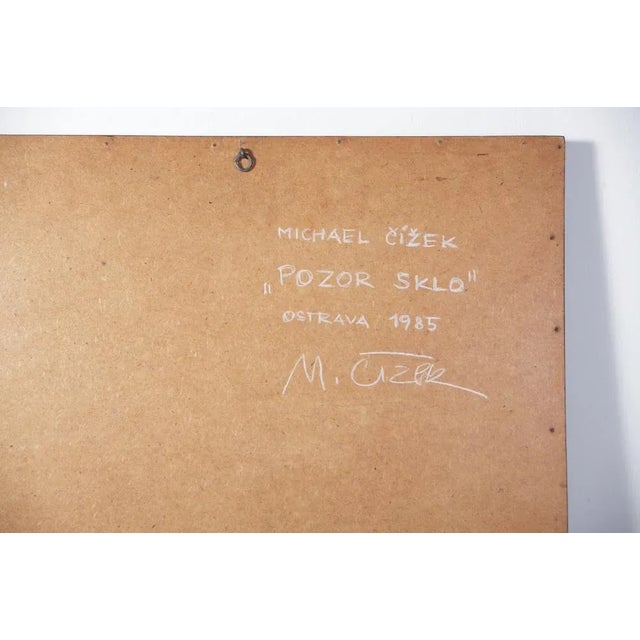 MICHAEL ČÍŽEK
„POZOR SKLO"
OSTRAVA 1985
M. ČÍŽEK